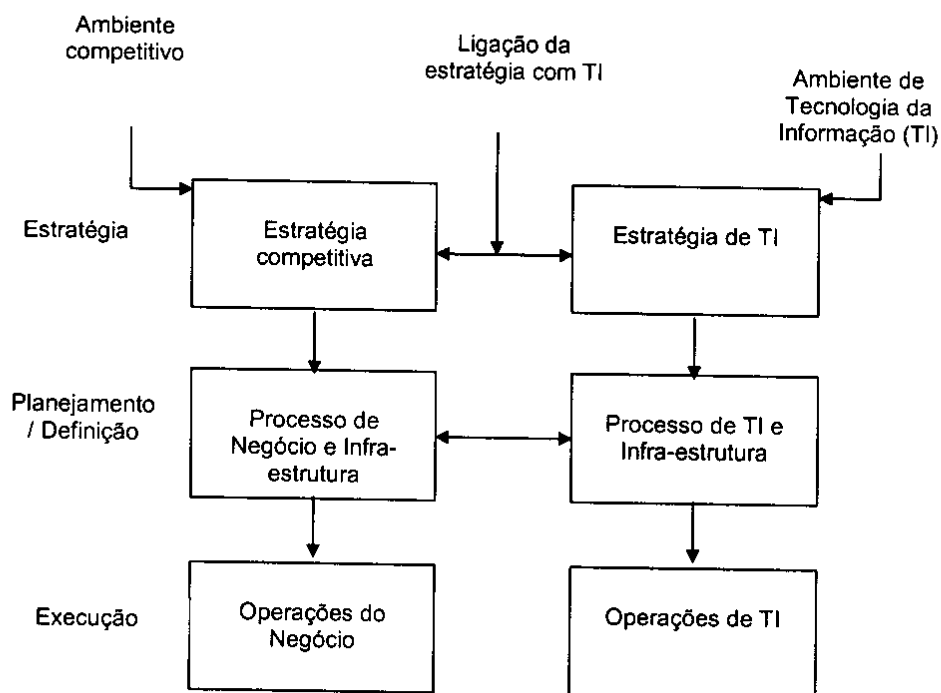 Ambiente
competitivo
Ligação da
estratégia com TI
Ambiente de
Tecnologia da
Informação (TI)
Estratégia
Estratégia
competitiva
Estratégia de TI
Planejamento
/ Definição
Processo de
Negócio e Infra-
estrutura
Processo de TI e
Infra-estrutura
Execução
Operações do
Negócio
Operações de TI